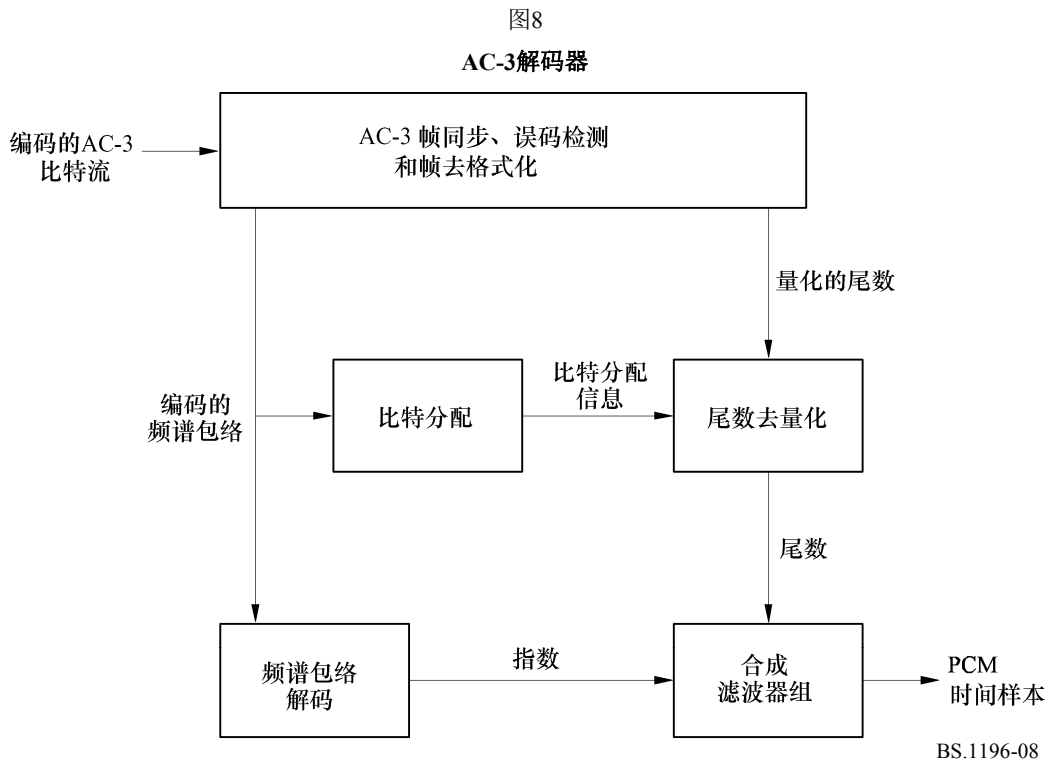 图8
AC-3解码器
编码的AC-3
比特流
AC-3 帧同步、误码检测
和帧去格式化
量化的尾数
编码的
频谱包络
比特分配
比特分配
信息
尾数去量化
尾数
频谱包络
解码
指数
合成
滤波器组
PCM
时间样本
BS.1196-08